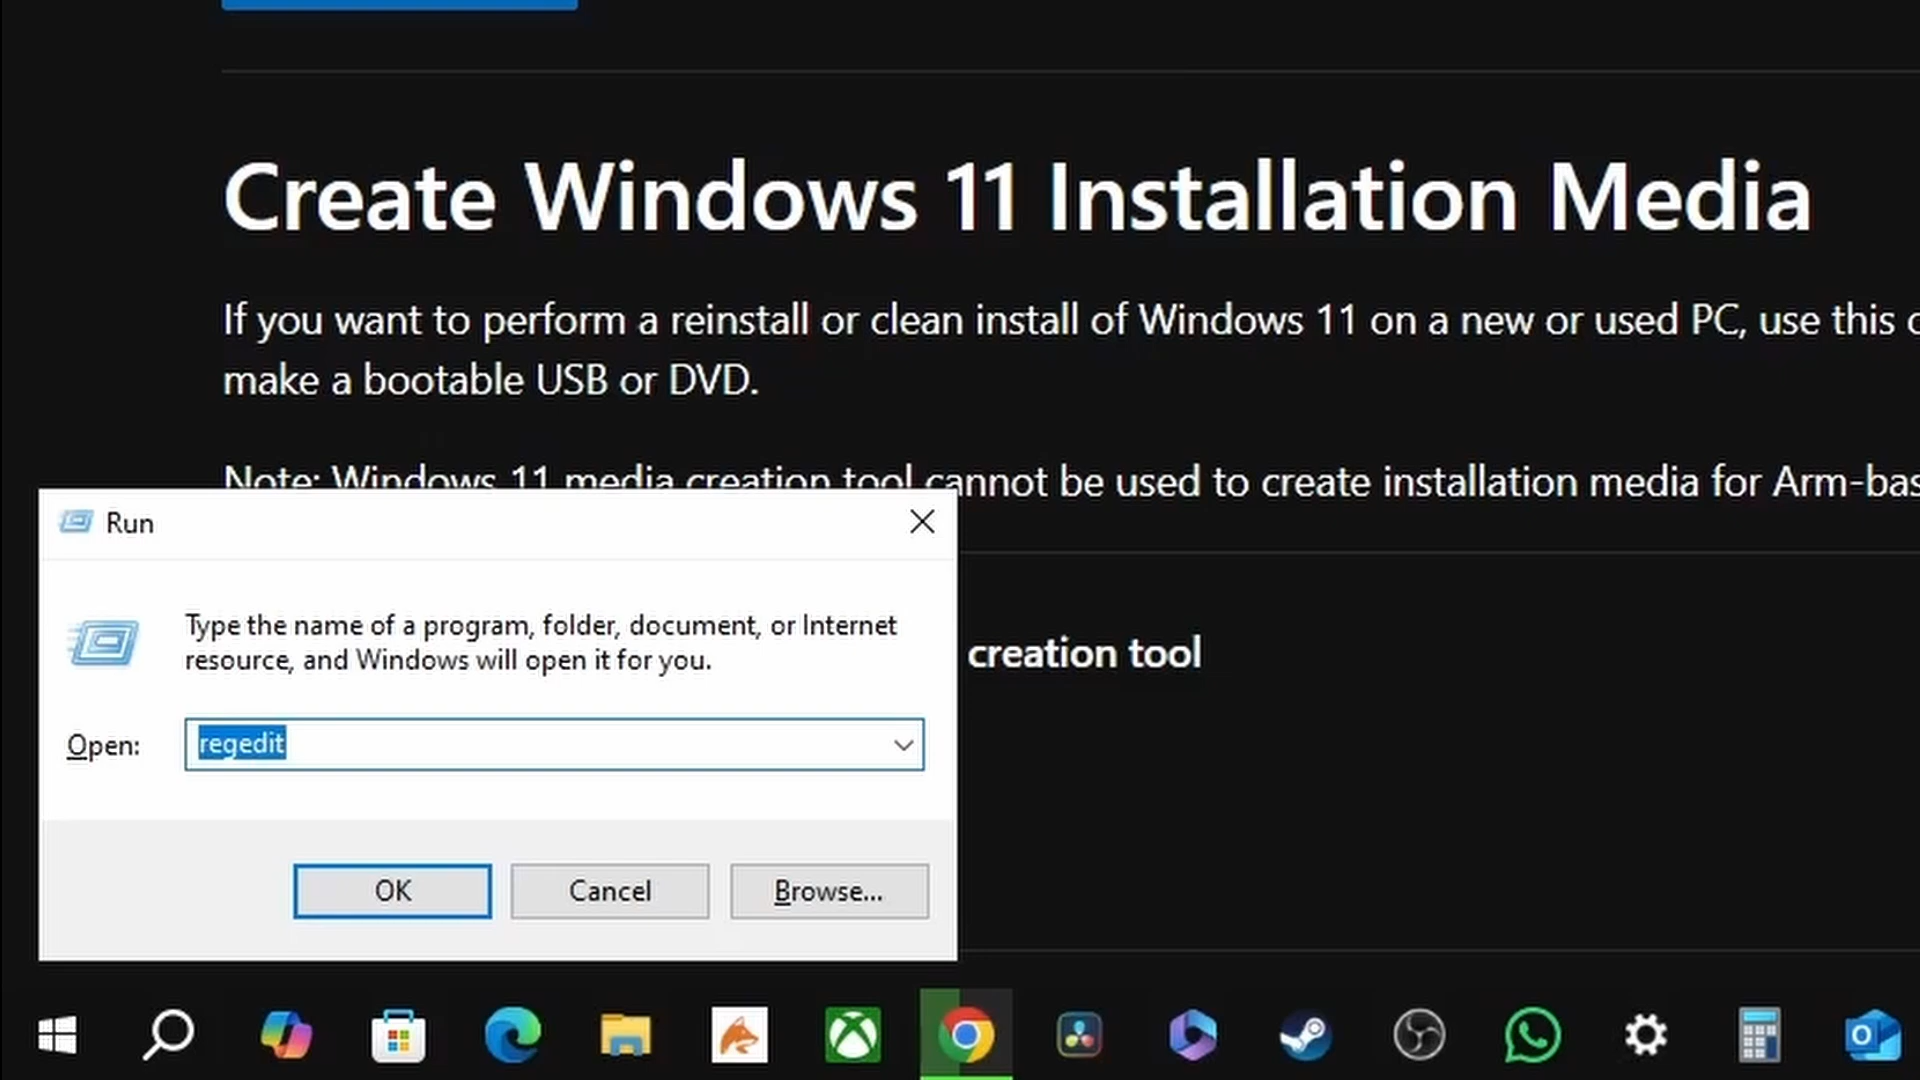 Create Windows 11 Installation Media
If you want to perform a reinstall or clean install of Windows 11 on a new or used PC, use this
make a bootable USB or DVD.
Note: Windows 11 media creation tool cannot be used to create installation media for Arm-bas
creation tool
Run
Type the name of a program, folder, document, or Internet
resource, and Windows will open it for you.
Open:
regedit
OK
Cancel
Browse...